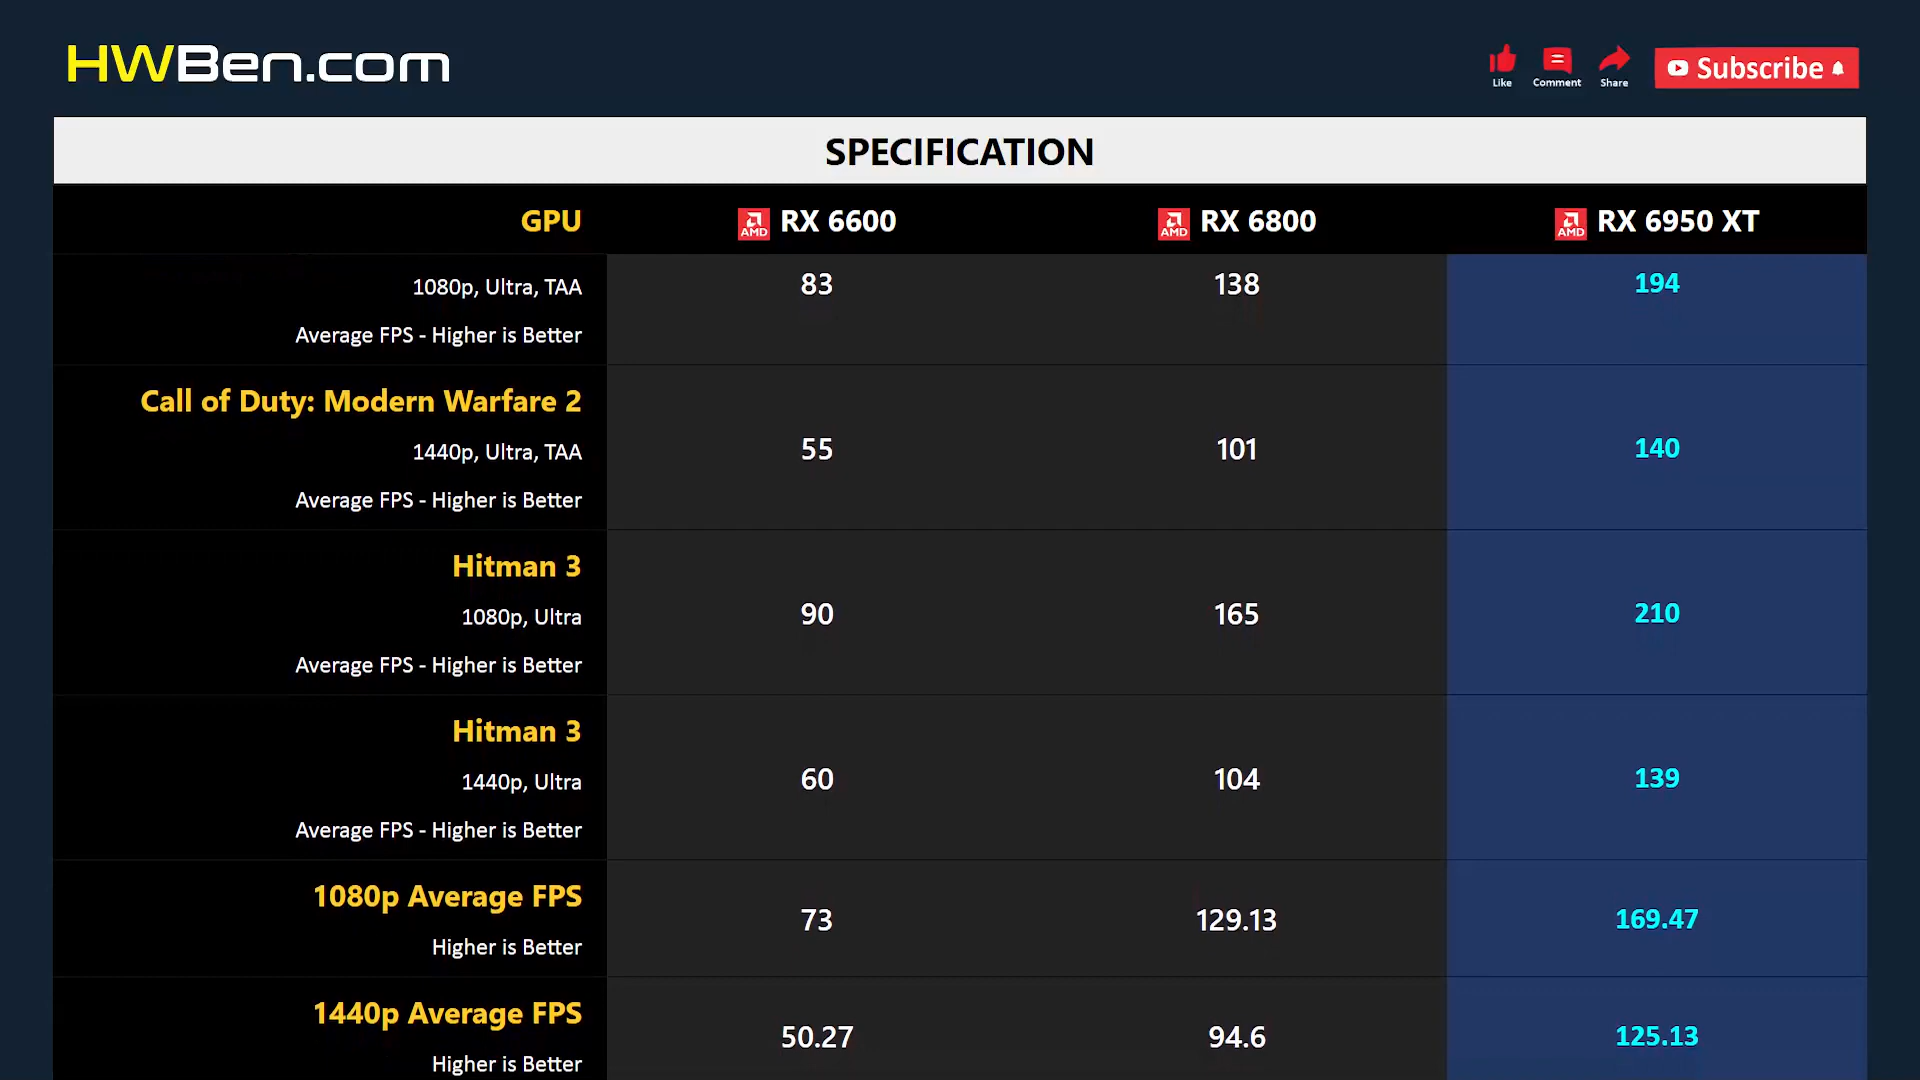 HWBen.com
Like
Comment
Share
Subscribe
SPECIFICATION
GPU AMD RX 6600 AMD RX 6800 AMD RX 6950 XT
1080p, Ultra, TAA 83 138 194
Average FPS - Higher is Better
Call of Duty: Modern Warfare 2
1440p, Ultra, TAA 55 101 140
Average FPS - Higher is Better
Hitman 3
1080p, Ultra 90 165 210
Average FPS - Higher is Better
Hitman 3
1440p, Ultra 60 104 139
Average FPS - Higher is Better
1080p Average FPS 73 129.13 169.47
Higher is Better
1440p Average FPS 50.27 94.6 125.13
Higher is Better